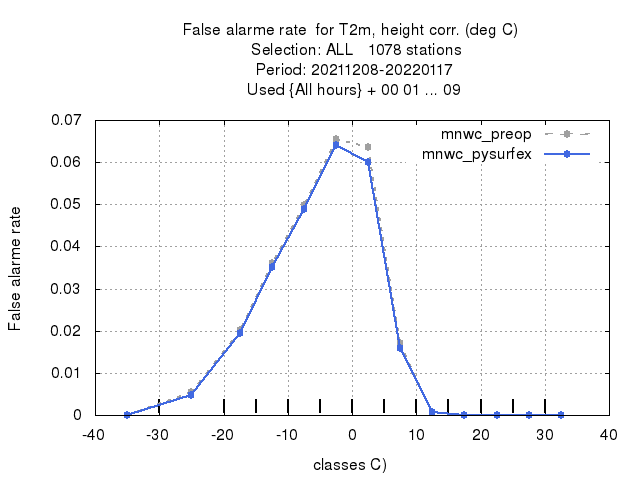 False alarme rate  for T2m, height corr. (deg C)
Selection: ALL   1078 stations
Period: 20211208-20220117
Used {All hours} + 00 01 ... 09
mnwc_preop
mnwc_pysurfex
False alarme rate
0.07
0.06
0.05
0.04
0.03
0.02
0.01
0
-40 -30 -20 -10 0 10 20 30 40
classes C)